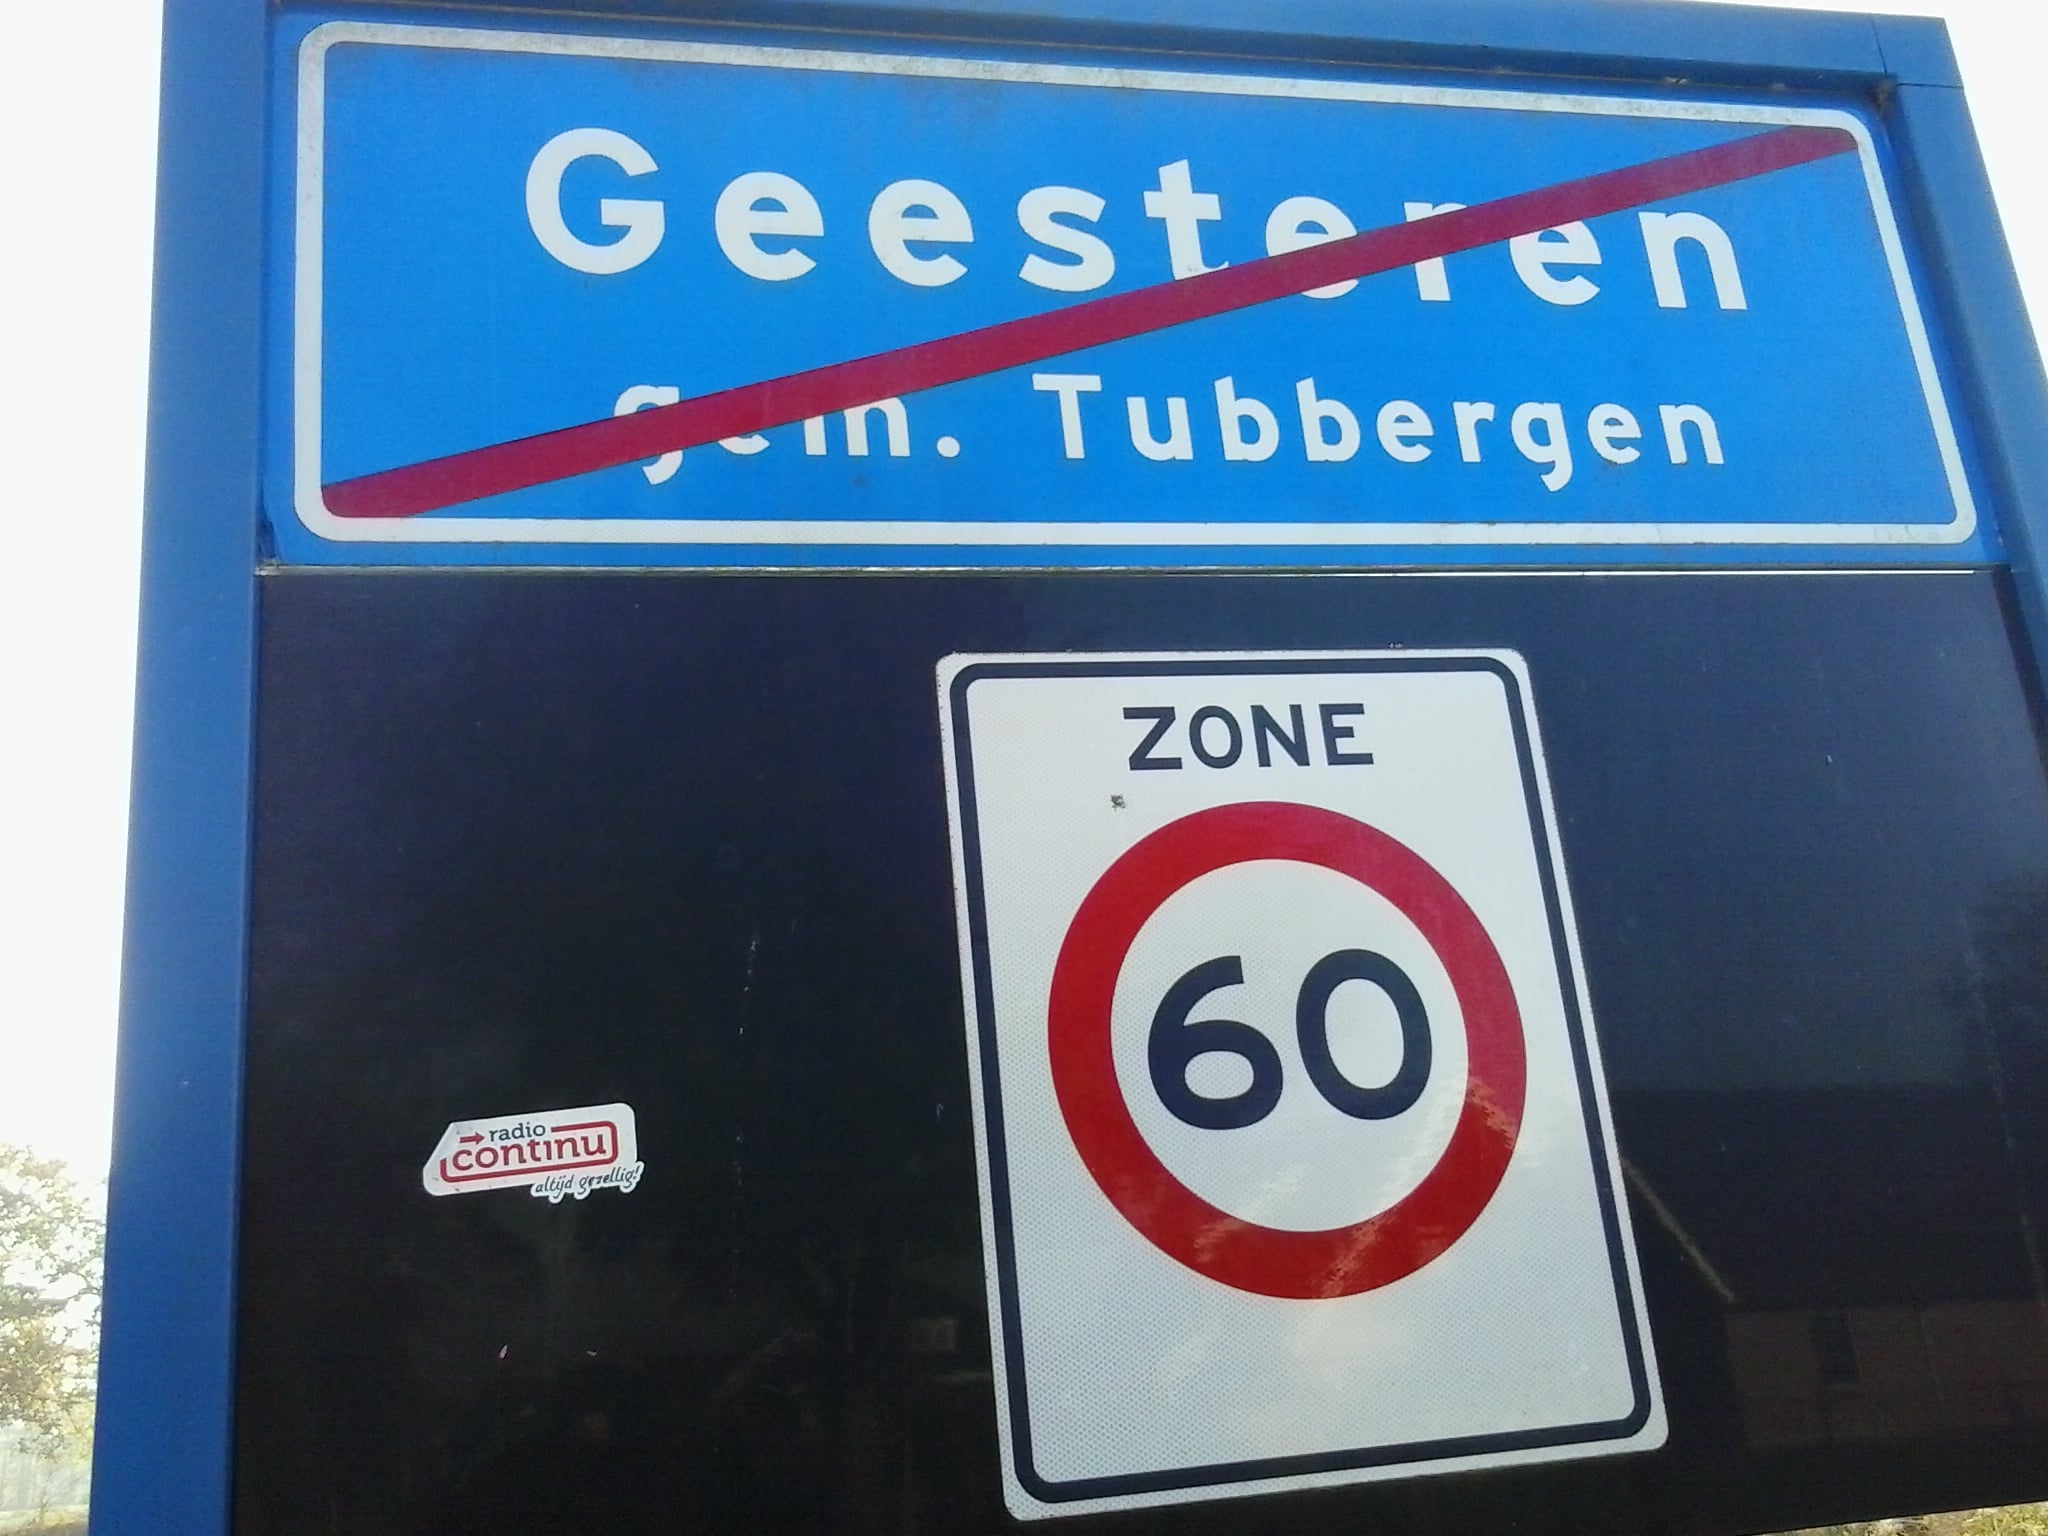 Geesteren
gem. Tubbergen
ZONE
60
radio
continu
altijd gezellig!